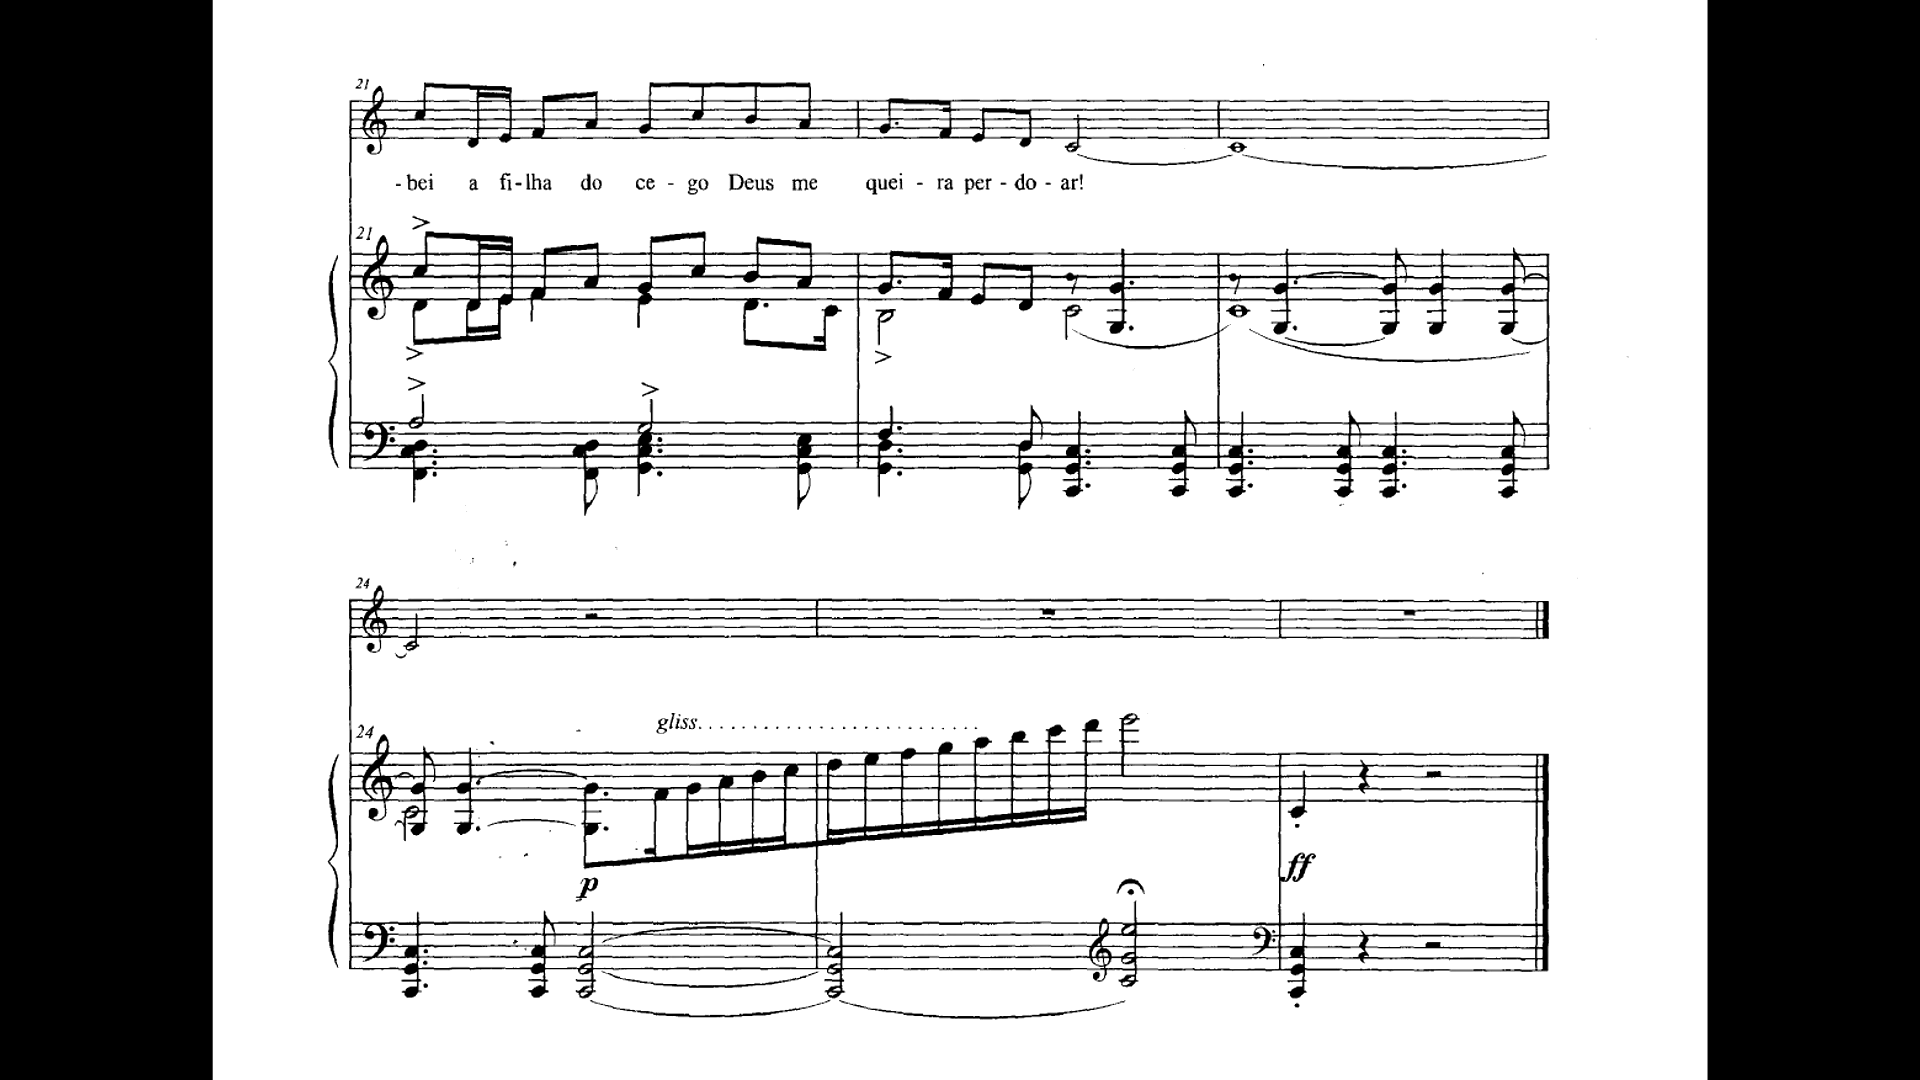 21
-bei a fi-lha do ce - go Deus me quei - ra per - do - ar!
21
24
gliss.........................
24
p
ff